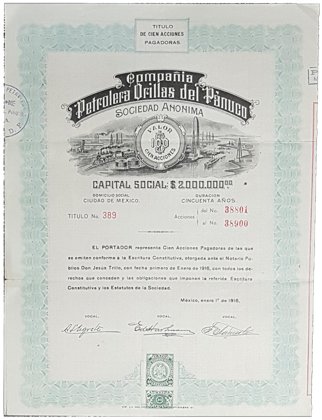 TITULO
DE CIEN ACCIONES
PAGADORAS.
Compañia
Petrolera Orillas del Pánuco
SOCIEDAD ANONIMA
VALOR
100
CIEN ACCIONES
CAPITAL SOCIAL: $2.000.000.00
DOMICILIO SOCIAL
CIUDAD DE MEXICO.
DURACION
CINCUENTA AÑOS.
TITULO No. 389
Acciones
del No. 38801
al No. 38900
EL PORTADOR representa Cien Acciones Pagadoras de las que
se emiten conforme á la Escritura Constitutiva, otorgada ante el Notario Público
Don Jesús Trillo, con fecha primero de Enero de 1916, con todos los
derechos que conceden y las obligaciones que imponen la referida Escritura
Constitutiva y los Estatutos de la Sociedad.
México, enero 1º de 1916.
VOCAL.
VOCAL.
VOCAL.